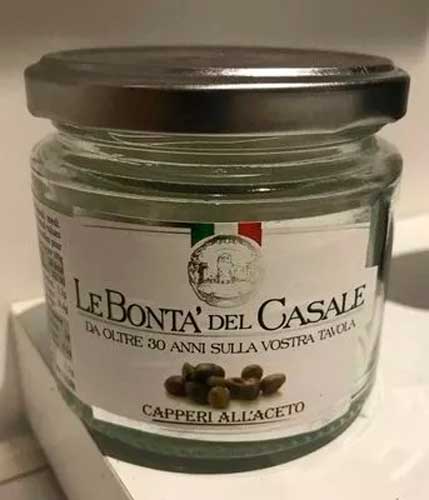 LE BONTA' DEL CASALE
DA OLTRE 30 ANNI SULLA VOSTRA TAVOLA
CAPPERI ALL'ACETO